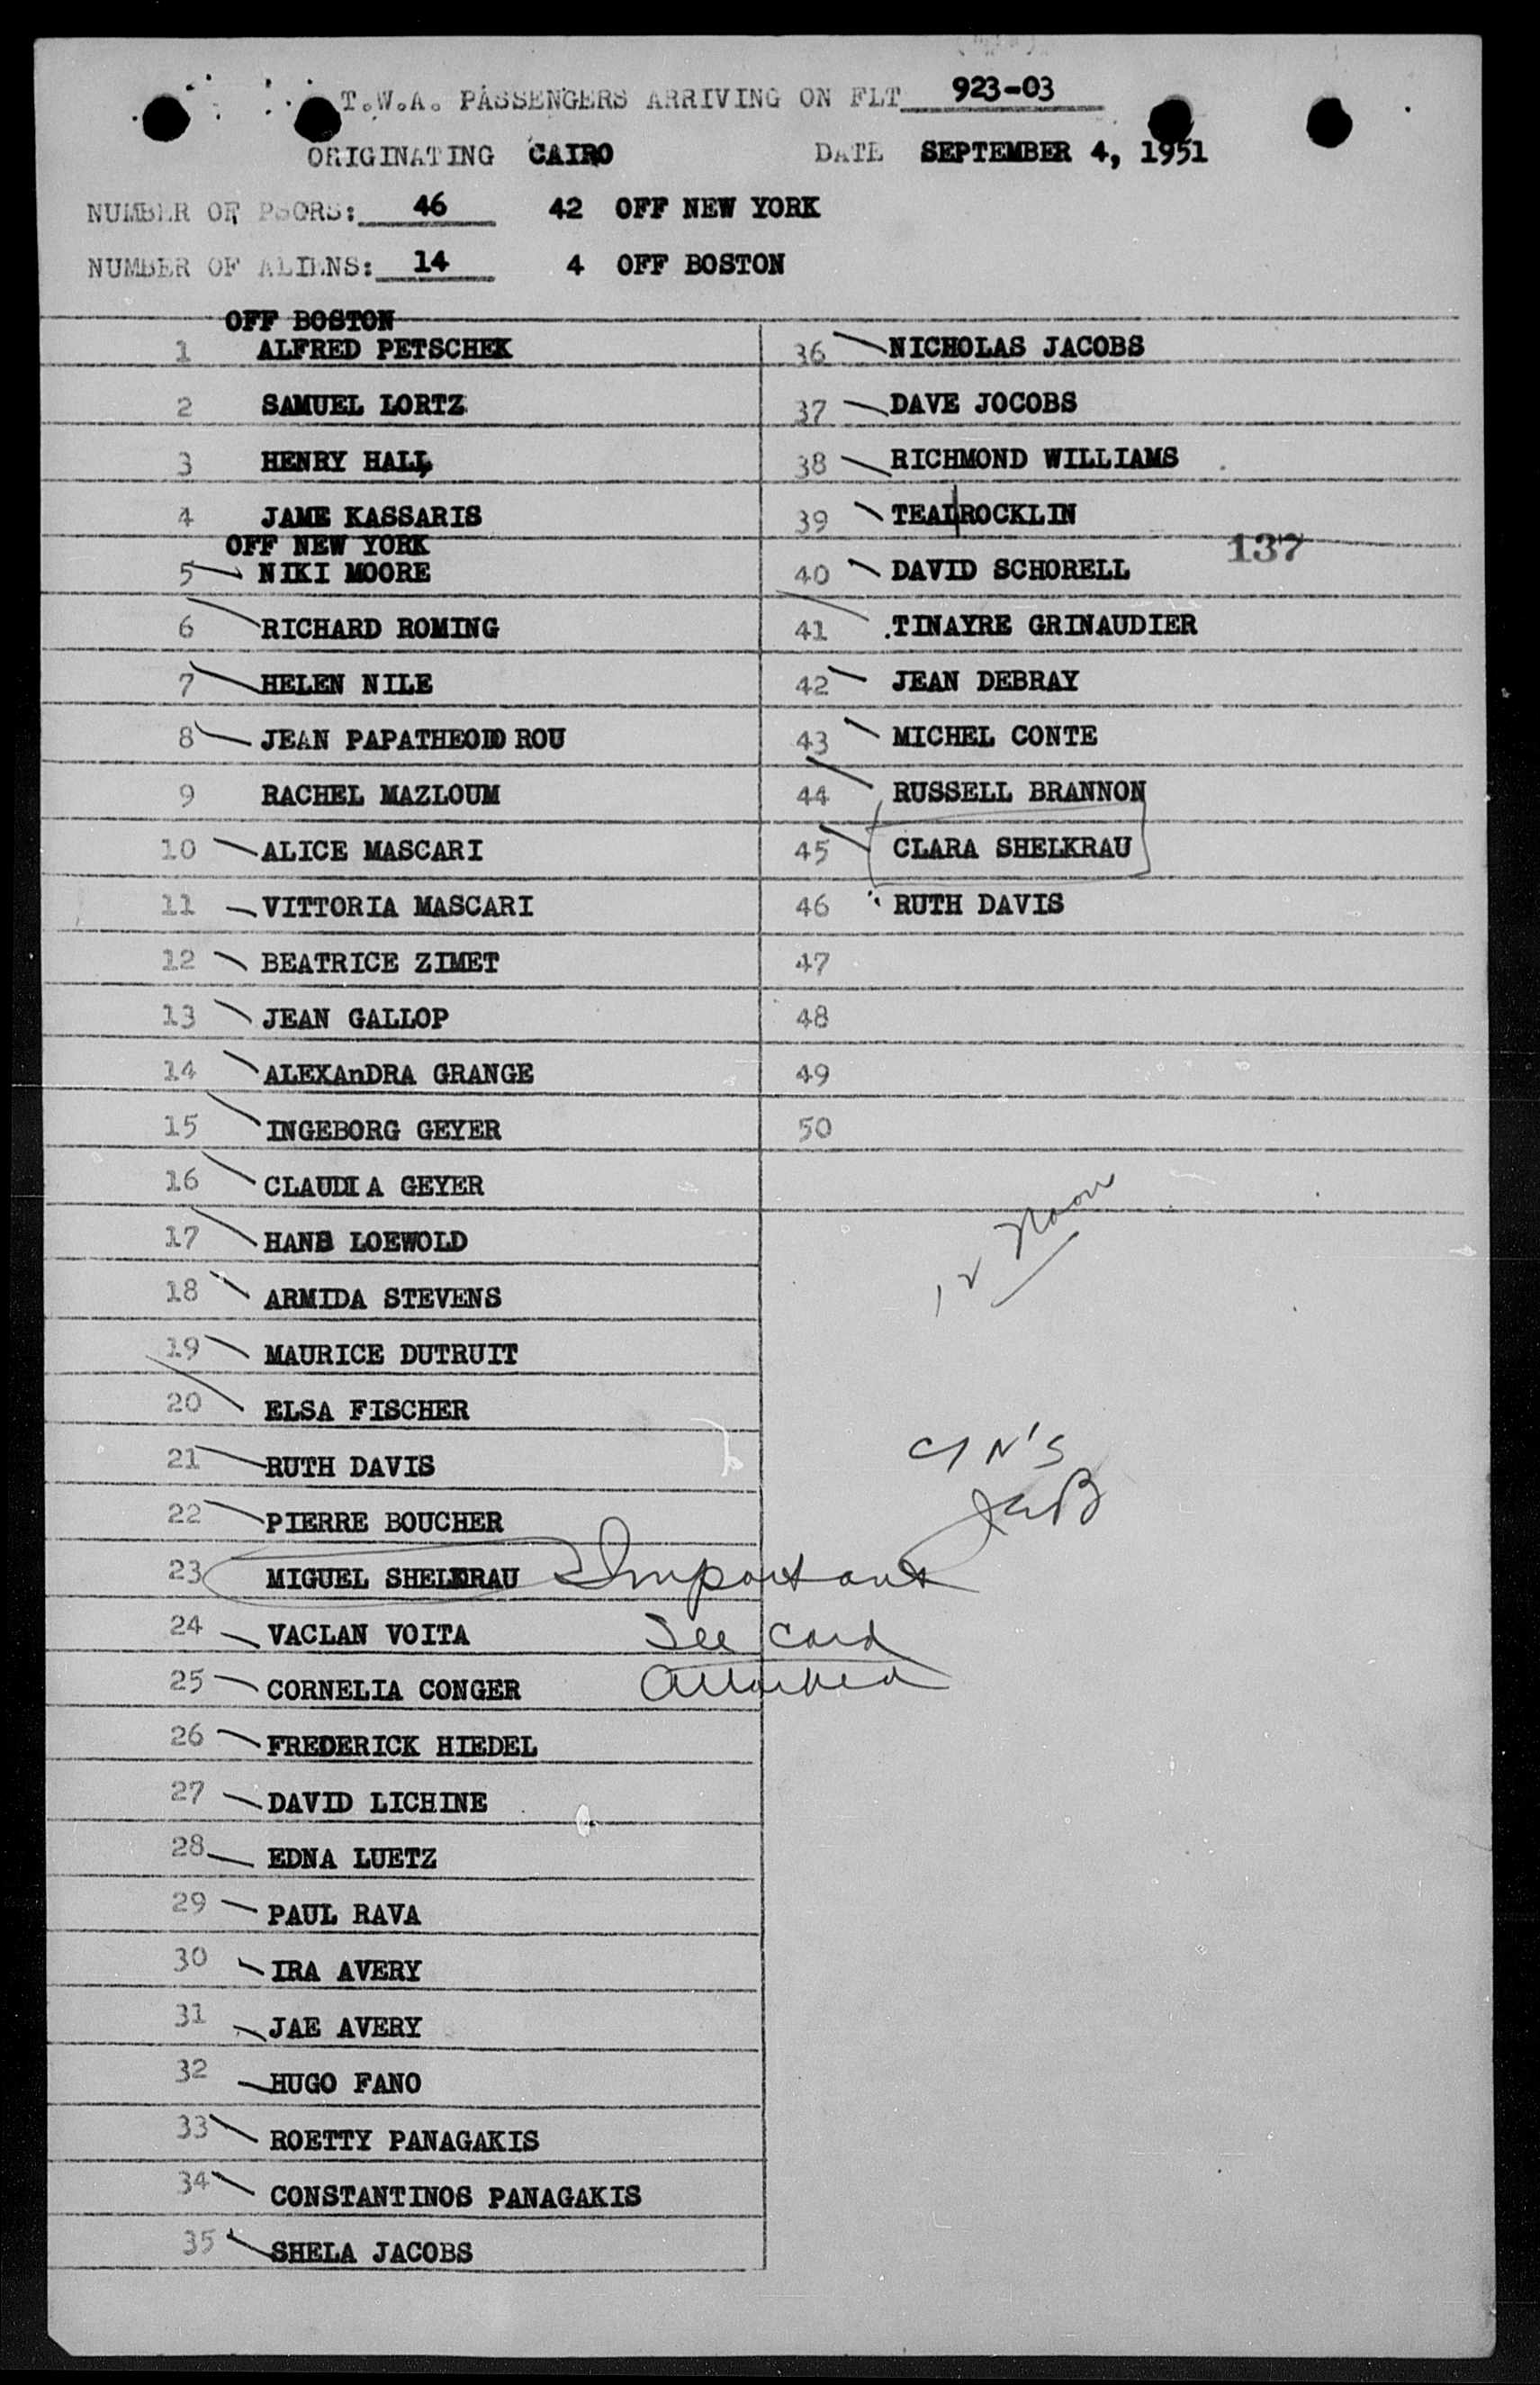 T.W.A. PASSENGERS ARRIVING ON FLT 923-03
ORIGINATING CAIRO DATE SEPTEMBER 4, 1951
NUMBER OF PSGRS: 46 42 OFF NEW YORK
NUMBER OF ALIENS: 14 4 OFF BOSTON
OFF BOSTON
1 ALFRED PETSCHEK
2 SAMUEL LORTZ
3 HENRY HALL
4 JAME KASSARIS
OFF NEW YORK
5 NIKI MOORE
6 RICHARD ROMING
7 HELEN NILE
8 JEAN PAPATHEODO ROU
9 RACHEL MAZLOUM
10 ALICE MASCARI
11 VITTORIA MASCARI
12 BEATRICE ZIMET
13 JEAN GALLOP
14 ALEXAnDRA GRANGE
15 INGEBORG GEYER
16 CLAUDI A GEYER
17 HANS LOEWOLD
18 ARMIDA STEVENS
19 MAURICE DUTRUIT
20 ELSA FISCHER
21 RUTH DAVIS
22 PIERRE BOUCHER
23 MIGUEL SHELKRAU Important
24 VACLAN VOITA See card
25 CORNELIA CONGER attached
26 FREDERICK HIEDEL
27 DAVID LICHINE
28 EDNA LUETZ
29 PAUL RAVA
30 IRA AVERY
31 JAE AVERY
32 HUGO FANO
33 ROETTY PANAGAKIS
34 CONSTANTINOS PANAGAKIS
35 SHELA JACOBS
36 NICHOLAS JACOBS
37 DAVE JOCOBS
38 RICHMOND WILLIAMS
39 TEAL ROCKLIN
137
40 DAVID SCHORELL
41 .TINAYRE GRINAUDIER
42 JEAN DEBRAY
43 MICHEL CONTE
44 RUSSELL BRANNON
45 CLARA SHELKRAU
46 RUTH DAVIS
47
48
49
50
12 Noon